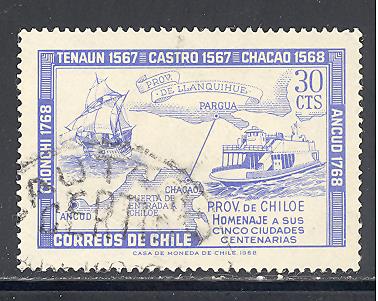 TENAUN 1567 CASTRO 1567 CHACAO 1568
QUONCHI 1768
ANCUD 1768
PROV.
DE LLANQUIHUE
30
CTS
PARGUA
CHACAO
PUERTA DE
ENTRADA A
CHILOE
ANCUD
PROV. DE CHILOE
HOMENAJE A SUS
CINCO CIUDADES
CENTENARIAS
CORREOS DE CHILE
CASA DE MONEDA DE CHILE. 1968